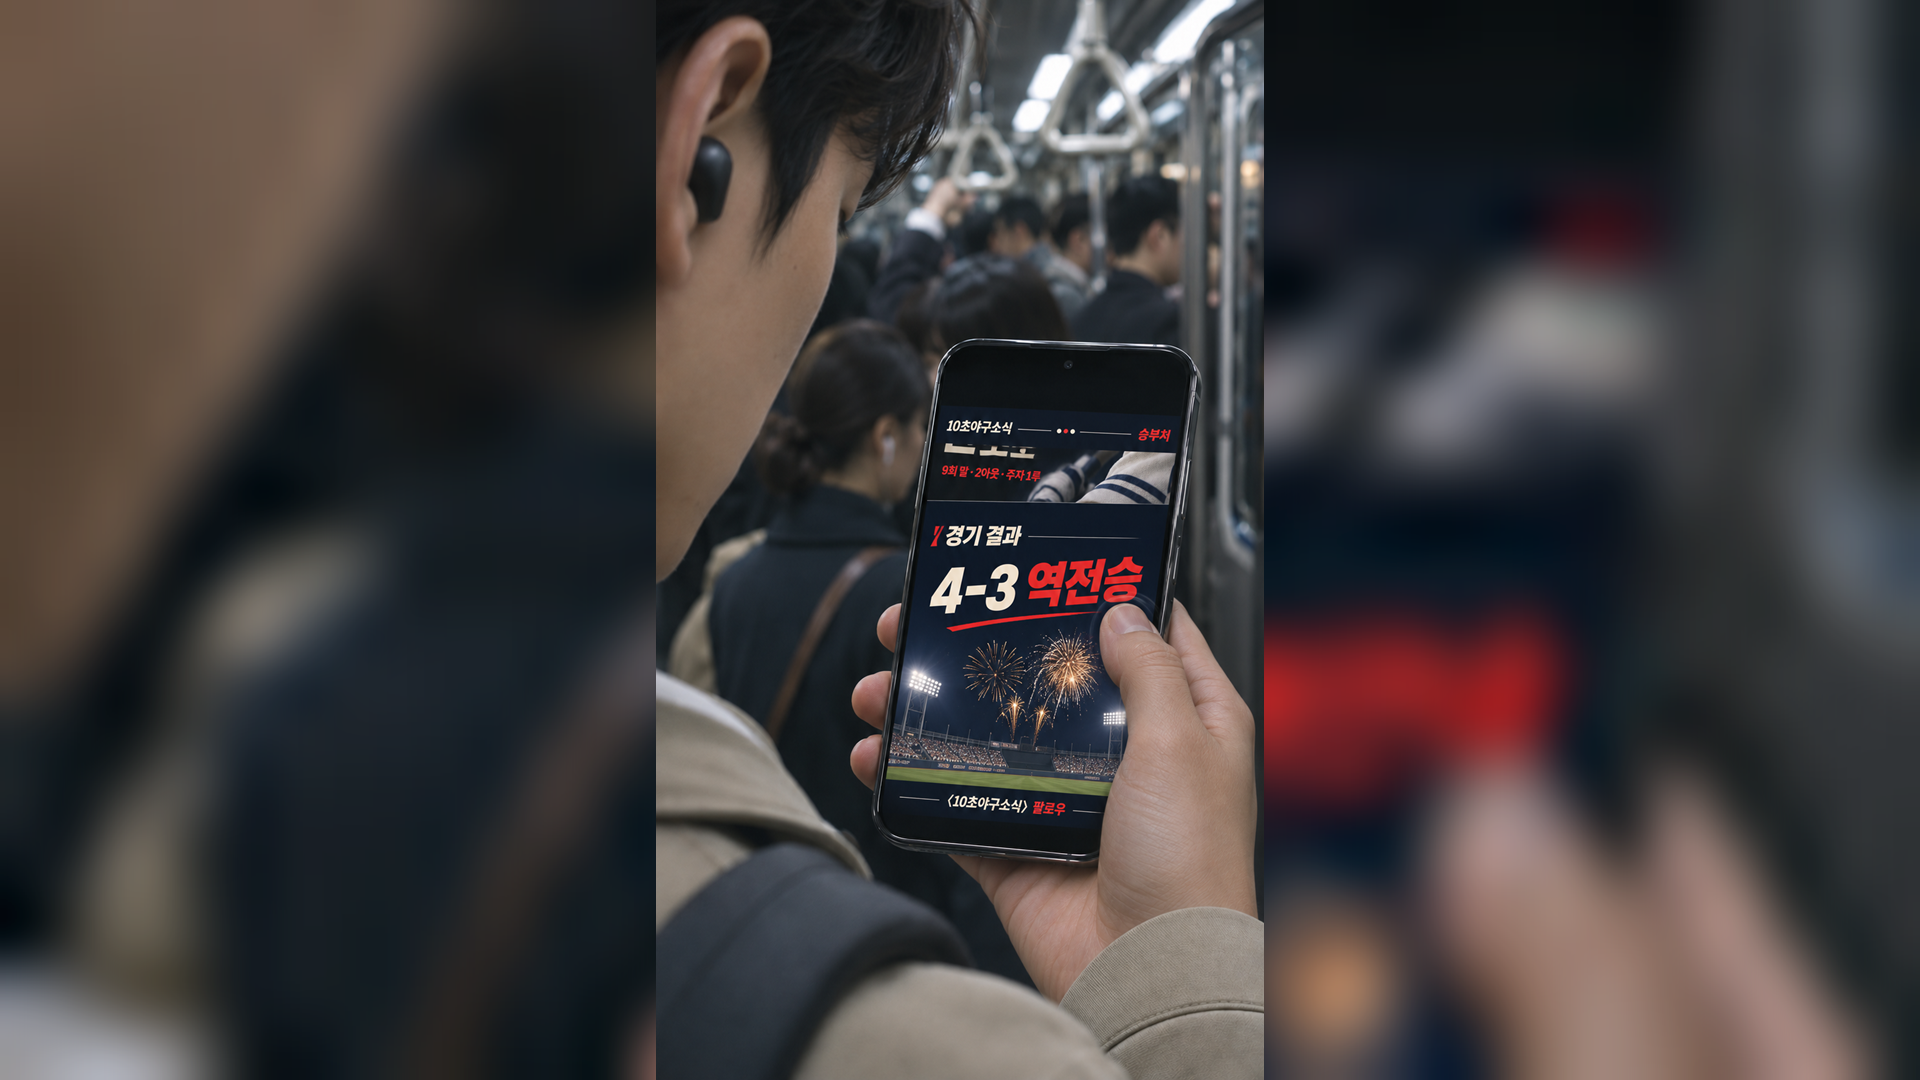 10초야구소식
승부처
9회 말·2아웃·주자 1루
경기 결과
4-3 역전승
〈10초야구소식〉 팔로우